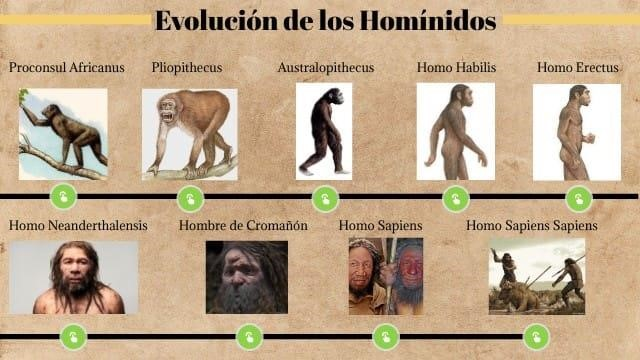 Evolución de los Homínidos
Proconsul Africanus
Pliopithecus
Australopithecus
Homo Habilis
Homo Erectus
Homo Neanderthalensis
Hombre de Cromañón
Homo Sapiens
Homo Sapiens Sapiens